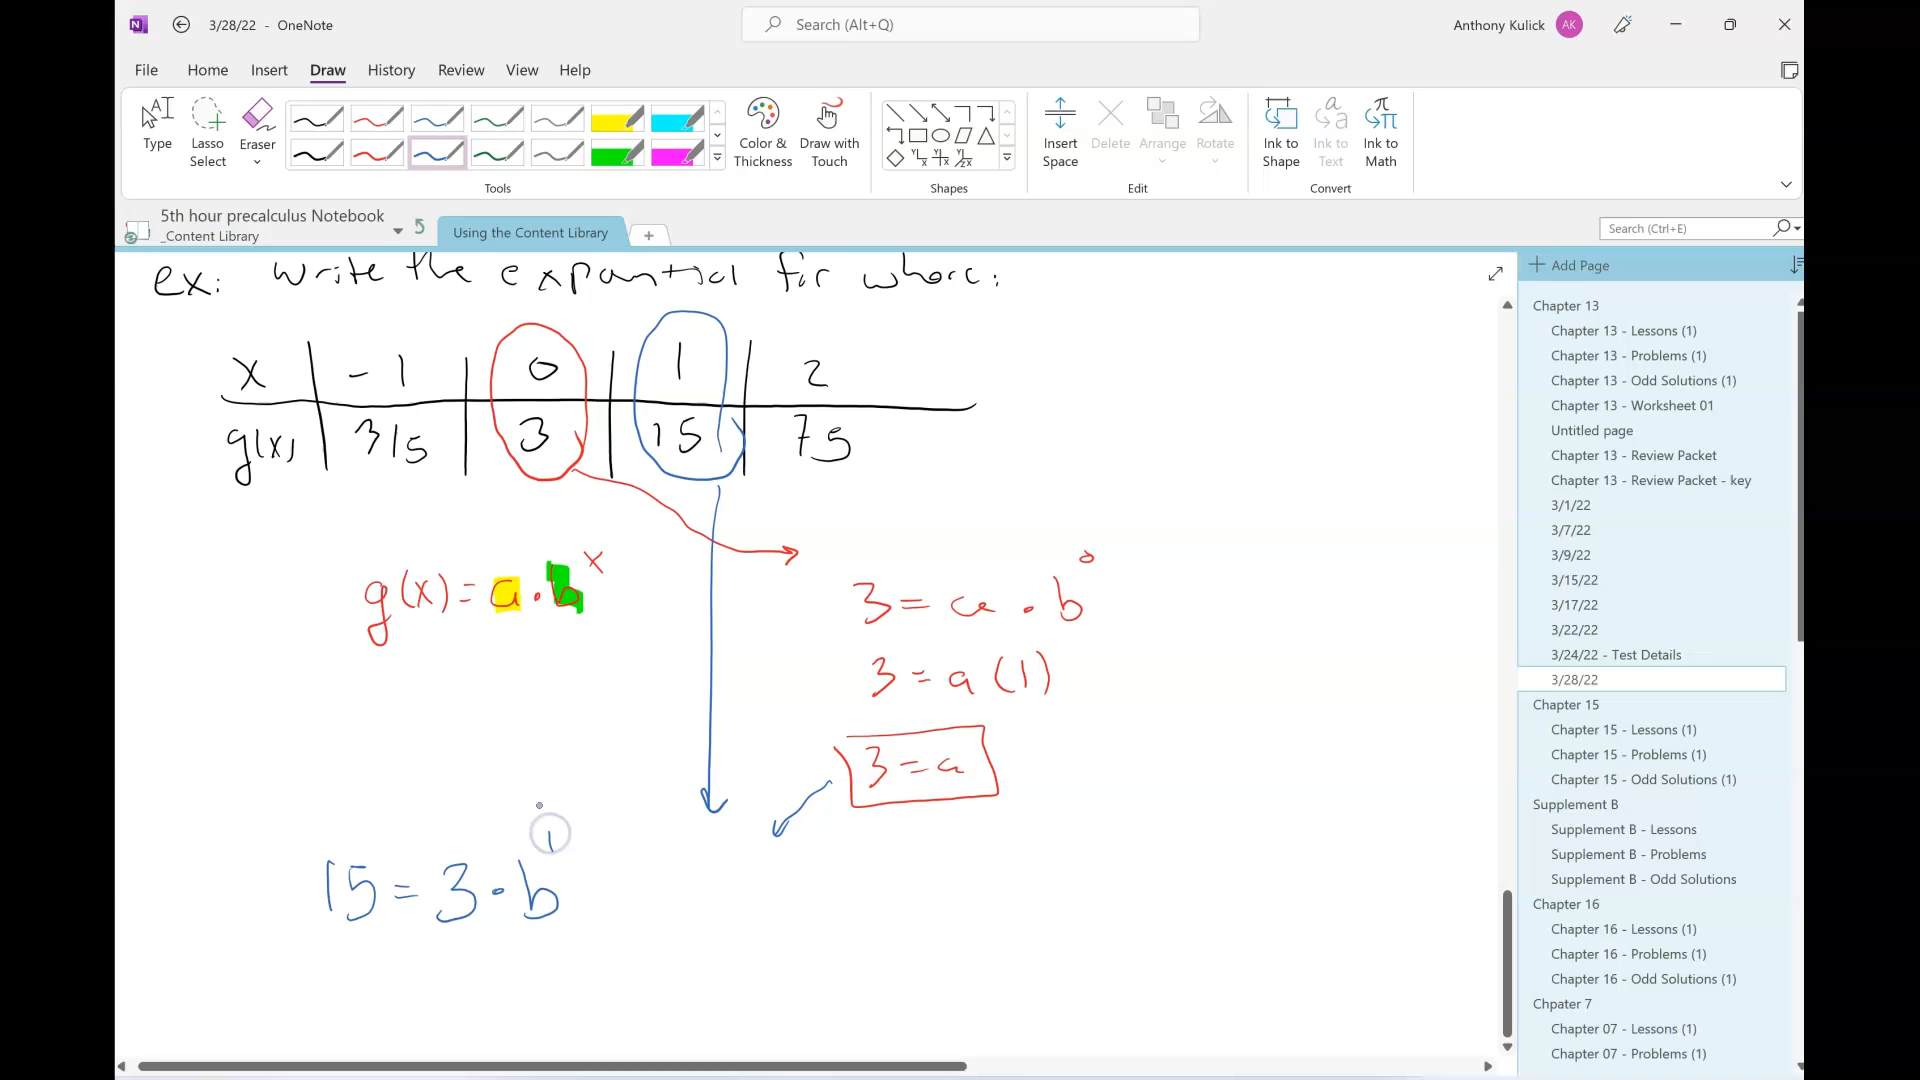 3/28/22 - OneNote
Search (Alt+Q)
Anthony Kulick AK
File Home Insert Draw History Review View Help
Type
Lasso Select
Eraser
Color & Thickness
Draw with Touch
Insert Space
Delete
Arrange
Rotate
Ink to Shape
Ink to Text
Ink to Math
Tools Shapes Edit Convert
5th hour precalculus Notebook
_Content Library
Using the Content Library
Search (Ctrl+E)
ex: Write the expontial for where:
x -1 0 1 2
g(x) 3/5 3 15 75
g(x) = a · b^x
3 = a · b^0
3 = a (1)
3 = a
15 = 3 · b^1
Add Page
Chapter 13
Chapter 13 - Lessons (1)
Chapter 13 - Problems (1)
Chapter 13 - Odd Solutions (1)
Chapter 13 - Worksheet 01
Untitled page
Chapter 13 - Review Packet
Chapter 13 - Review Packet - key
3/1/22
3/7/22
3/9/22
3/15/22
3/17/22
3/22/22
3/24/22 - Test Details
3/28/22
Chapter 15
Chapter 15 - Lessons (1)
Chapter 15 - Problems (1)
Chapter 15 - Odd Solutions (1)
Supplement B
Supplement B - Lessons
Supplement B - Problems
Supplement B - Odd Solutions
Chapter 16
Chapter 16 - Lessons (1)
Chapter 16 - Problems (1)
Chapter 16 - Odd Solutions (1)
Chpater 7
Chapter 07 - Lessons (1)
Chapter 07 - Problems (1)